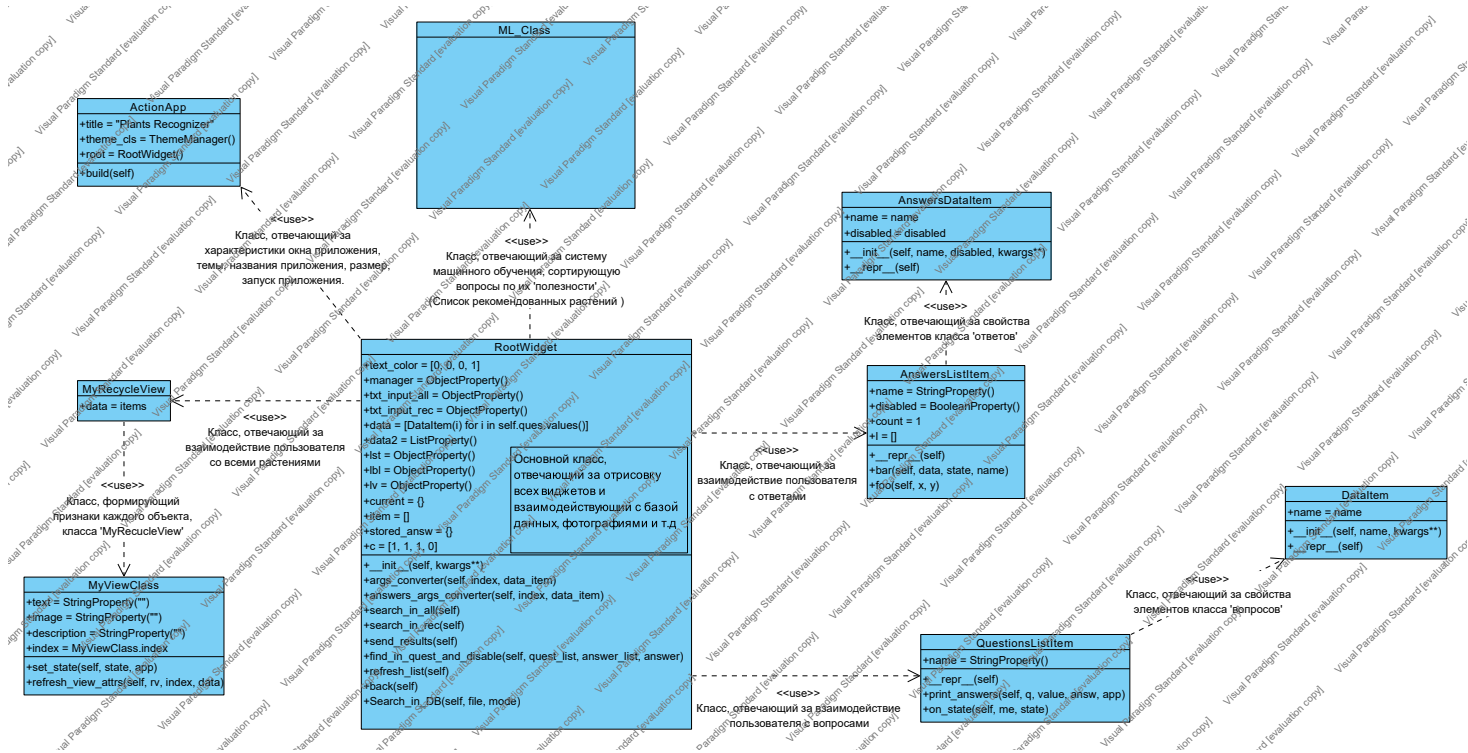 ML_Class
ActionApp
+title = "Plants Recognizer"
+theme_cls = ThemeManager()
+root = RootWidget()
+build(self)
<<use>>
Класс, отвечающий за
характеристики окна приложения,
темы, названия приложения, размер,
запуск приложения.
<<use>>
Класс, отвечающий за систему
машинного обучения, сортирующую
вопросы по их 'полезности'
(Список рекомендованных растений )
AnswersDataItem
+name = name
+disabled = disabled
+__init__(self, name, disabled, kwargs**)
+__repr__(self)
<<use>>
Класс, отвечающий за свойства
элементов класса 'ответов'
RootWidget
+text_color = [0, 0, 0, 1]
+manager = ObjectProperty()
+txt_input_all = ObjectProperty()
+txt_input_rec = ObjectProperty()
+data = [DataItem(i) for i in self.ques.values()]
+data2 = ListProperty()
+lst = ObjectProperty()
+lbl = ObjectProperty()
+lv = ObjectProperty()
+current = {}
+item = []
+stored_answ = {}
+c = [1, 1, 1, 0]
Основной класс,
отвечающий за отрисовку
всех виджетов и
взаимодействующий с базой
данных, фотографиями и т.д
+__init__(self, kwargs**)
+args_converter(self, index, data_item)
+answers_args_converter(self, index, data_item)
+search_in_all(self)
+search_in_rec(self)
+send_results(self)
+find_in_quest_and_disable(self, quest_list, answer_list, answer)
+refresh_list(self)
+back(self)
+Search_in_DB(self, file, mode)
MyRecycleView
+data = items
<<use>>
Класс, отвечающий за
взаимодействие пользователя
со всеми растениями
<<use>>
Класс, формирующий
признаки каждого объекта,
класса 'MyRecucleView'
MyViewClass
+text = StringProperty("")
+image = StringProperty("")
+description = StringProperty("")
+index = MyViewClass.index
+set_state(self, state, app)
+refresh_view_attrs(self, rv, index, data)
AnswersListItem
+name = StringProperty()
+disabled = BooleanProperty()
+count = 1
+l = []
+__repr__(self)
+bar(self, data, state, name)
+foo(self, x, y)
<<use>>
Класс, отвечающий за
взаимодействие пользователя
с ответами
DataItem
+name = name
+__init__(self, name, kwargs**)
+__repr__(self)
<<use>>
Класс, отвечающий за свойства
элементов класса 'вопросов'
QuestionsListItem
+name = StringProperty()
+__repr__(self)
+print_answers(self, q, value, answ, app)
+on_state(self, me, state)
<<use>>
Класс, отвечающий за взаимодействие
пользователя с вопросами
Visual Paradigm Standard [evaluation copy]